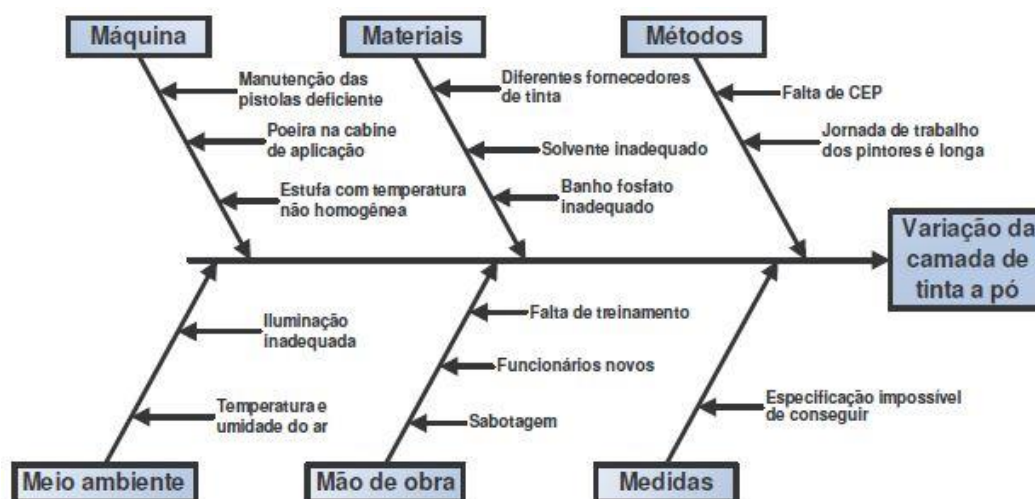 Máquina
Materiais
Métodos
Manutenção das
pistolas deficiente
Poeira na cabine
de aplicação
Estufa com temperatura
não homogênea
Diferentes fornecedores
de tinta
Solvente inadequado
Banho fosfato
inadequado
Falta de CEP
Jornada de trabalho
dos pintores é longa
Variação da
camada de
tinta a pó
Iluminação
inadequada
Temperatura e
umidade do ar
Falta de treinamento
Funcionários novos
Sabotagem
Especificação impossível
de conseguir
Meio ambiente
Mão de obra
Medidas